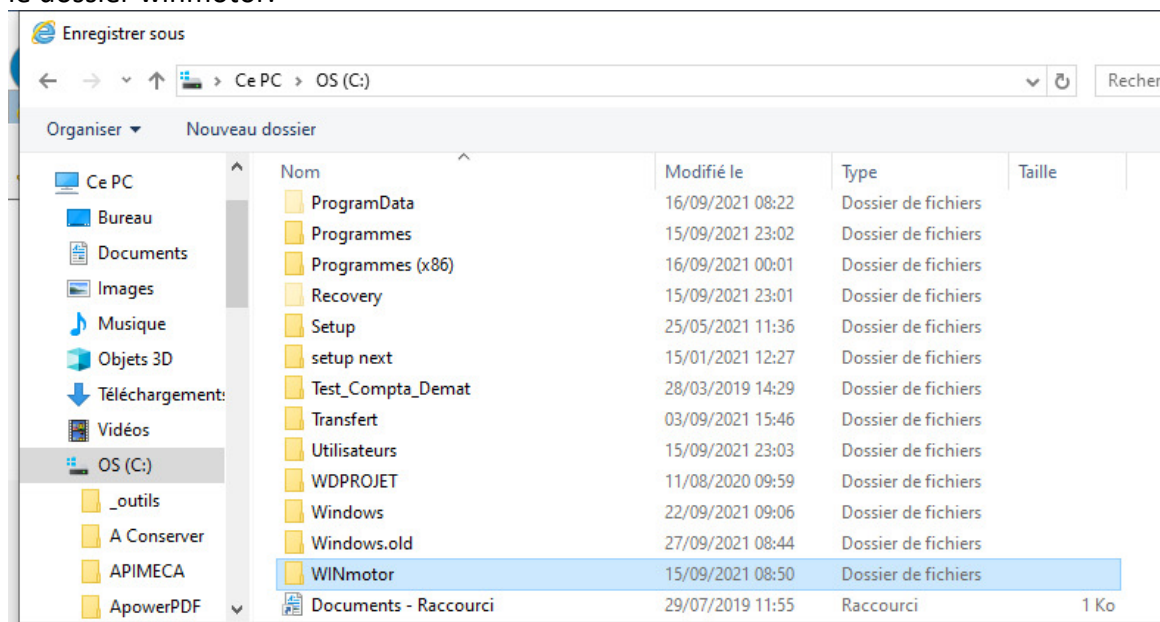 le dossier winmotor.
Enregistrer sous
Ce PC > OS (C:)
Recher
Organiser
Nouveau dossier
Nom Modifié le Type Taille
Ce PC
Bureau
Documents
Images
Musique
Objets 3D
Téléchargements
Vidéos
OS (C:)
_outils
A Conserver
APIMECA
ApowerPDF
ProgramData 16/09/2021 08:22 Dossier de fichiers
Programmes 15/09/2021 23:02 Dossier de fichiers
Programmes (x86) 16/09/2021 00:01 Dossier de fichiers
Recovery 15/09/2021 23:01 Dossier de fichiers
Setup 25/05/2021 11:36 Dossier de fichiers
setup next 15/01/2021 12:27 Dossier de fichiers
Test_Compta_Demat 28/03/2019 14:29 Dossier de fichiers
Transfert 03/09/2021 15:46 Dossier de fichiers
Utilisateurs 15/09/2021 23:03 Dossier de fichiers
WDPROJET 11/08/2020 09:59 Dossier de fichiers
Windows 22/09/2021 09:06 Dossier de fichiers
Windows.old 27/09/2021 08:44 Dossier de fichiers
WINmotor 15/09/2021 08:50 Dossier de fichiers
Documents - Raccourci 29/07/2019 11:55 Raccourci 1 Ko